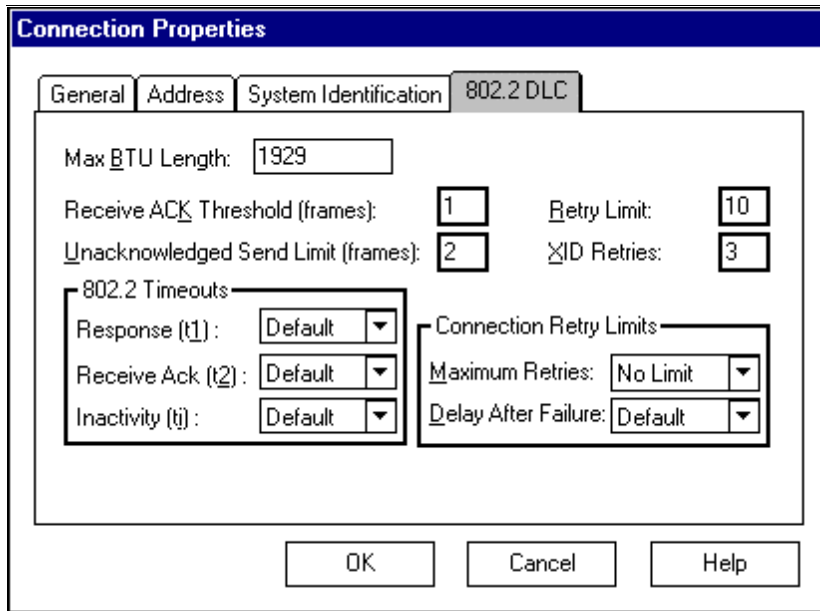 Connection Properties
General Address System Identification 802.2 DLC
Max BTU Length: 1929
Receive ACK Threshold (frames): 1 Retry Limit: 10
Unacknowledged Send Limit (frames): 2 XID Retries: 3
802.2 Timeouts
Response (t1) : Default
Receive Ack (t2) : Default
Inactivity (ti) : Default
Connection Retry Limits
Maximum Retries: No Limit
Delay After Failure: Default
OK Cancel Help